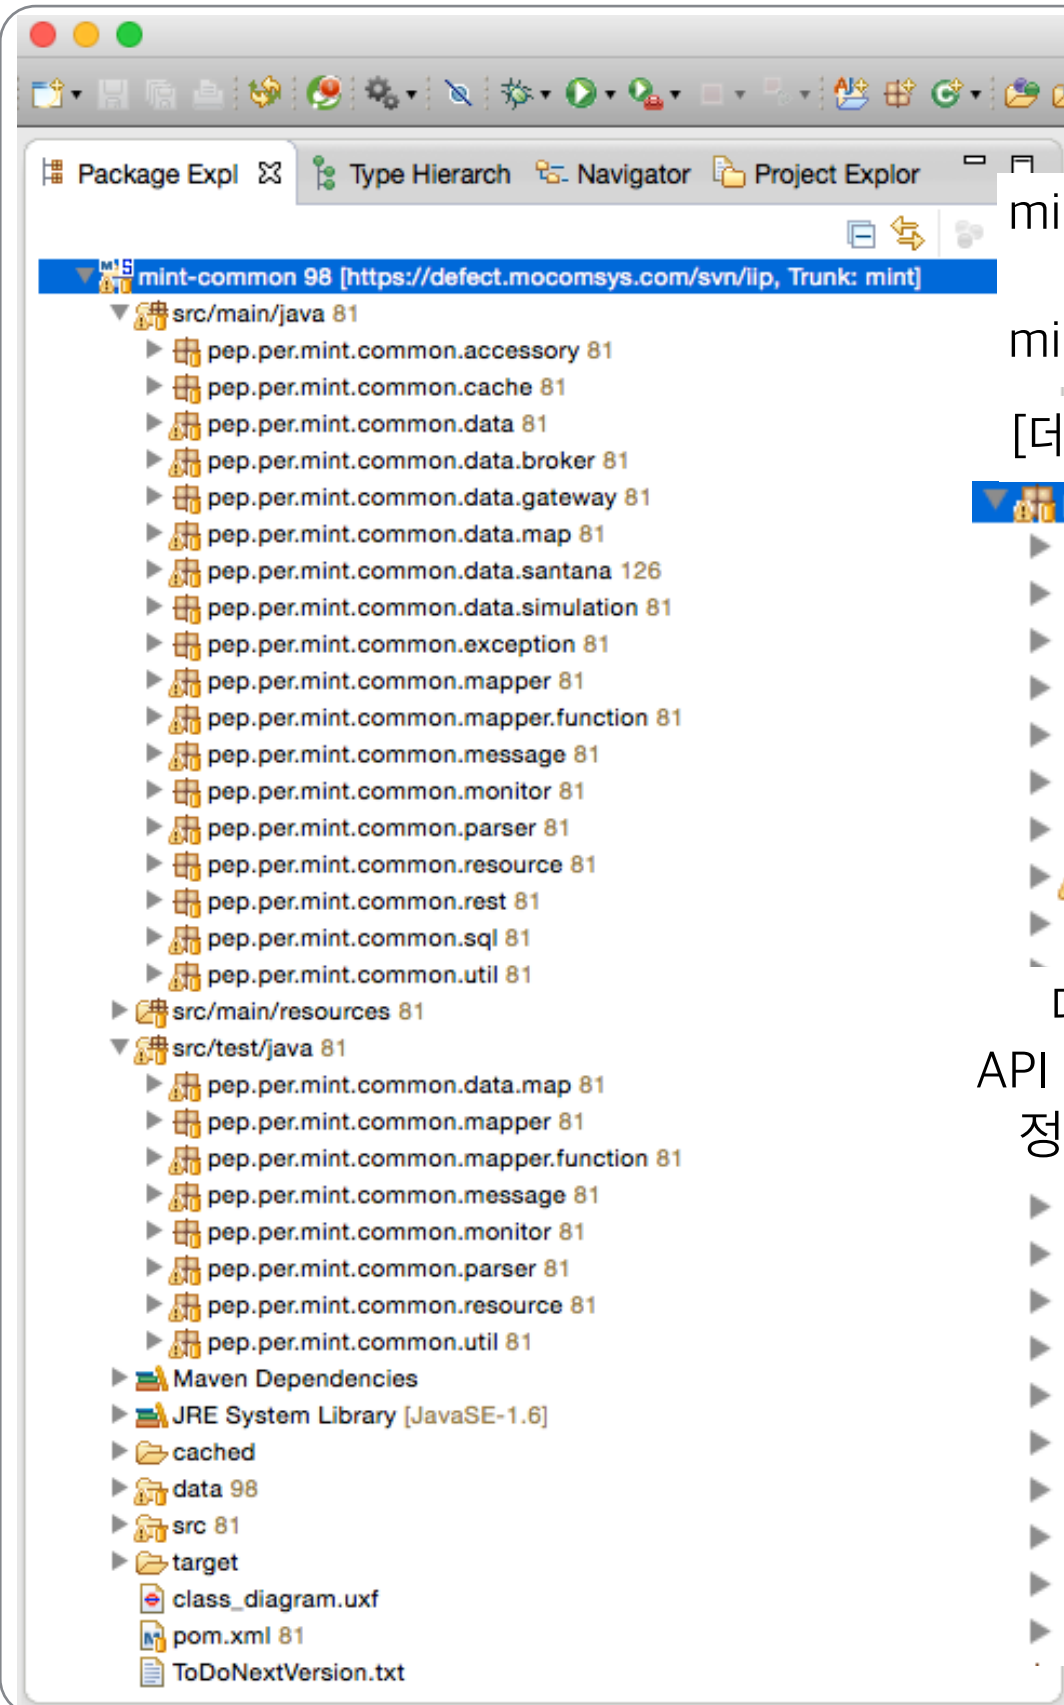 Package Expl
Type Hierarch
Navigator
Project Explor
mint-common 98 [https://defect.mocomsys.com/svn/iip, Trunk: mint]
src/main/java 81
pep.per.mint.common.accessory 81
pep.per.mint.common.cache 81
pep.per.mint.common.data 81
pep.per.mint.common.data.broker 81
pep.per.mint.common.data.gateway 81
pep.per.mint.common.data.map 81
pep.per.mint.common.data.santana 126
pep.per.mint.common.data.simulation 81
pep.per.mint.common.exception 81
pep.per.mint.common.mapper 81
pep.per.mint.common.mapper.function 81
pep.per.mint.common.message 81
pep.per.mint.common.monitor 81
pep.per.mint.common.parser 81
pep.per.mint.common.resource 81
pep.per.mint.common.rest 81
pep.per.mint.common.sql 81
pep.per.mint.common.util 81
src/main/resources 81
src/test/java 81
pep.per.mint.common.data.map 81
pep.per.mint.common.mapper 81
pep.per.mint.common.mapper.function 81
pep.per.mint.common.message 81
pep.per.mint.common.monitor 81
pep.per.mint.common.parser 81
pep.per.mint.common.resource 81
pep.per.mint.common.util 81
Maven Dependencies
JRE System Library [JavaSE-1.6]
cached
data 98
src 81
target
class_diagram.uxf
pom.xml 81
ToDoNextVersion.txt
mi
mi
[데
API
정